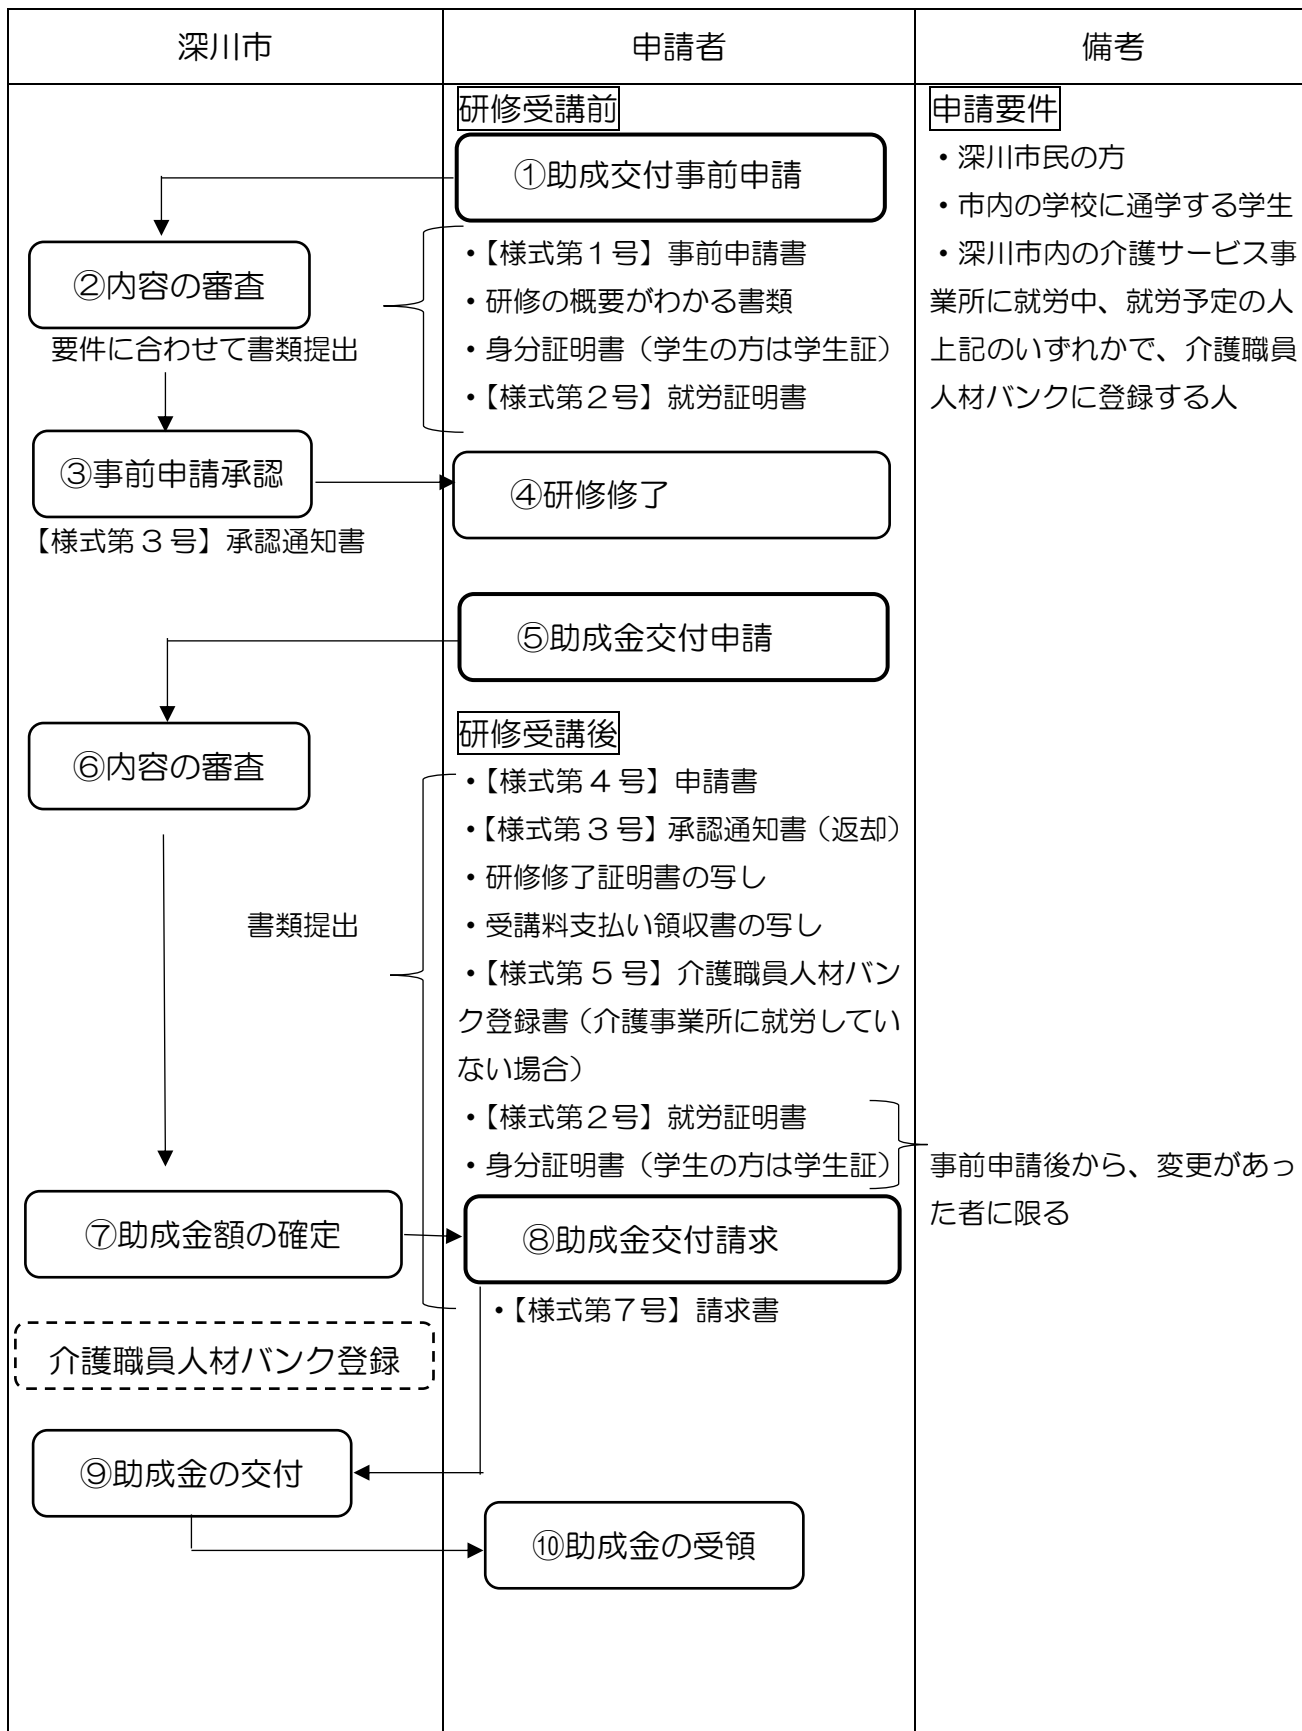 深川市
申請者
備考
研修受講前
申請要件
①助成交付事前申請
・深川市民の方
・市内の学校に通学する学生
・深川市内の介護サービス事
業所に就労中、就労予定の人
上記のいずれかで、介護職員
人材バンクに登録する人
②内容の審査
要件に合わせて書類提出
・【様式第1号】事前申請書
・研修の概要がわかる書類
・身分証明書（学生の方は学生証）
・【様式第2号】就労証明書
③事前申請承認
【様式第3号】承認通知書
④研修修了
⑤助成金交付申請
⑥内容の審査
研修受講後
書類提出
・【様式第4号】申請書
・【様式第3号】承認通知書（返却）
・研修修了証明書の写し
・受講料支払い領収書の写し
・【様式第5号】介護職員人材バン
ク登録書（介護事業所に就労してい
ない場合）
・【様式第2号】就労証明書
・身分証明書（学生の方は学生証）
事前申請後から、変更があっ
た者に限る
⑦助成金額の確定
⑧助成金交付請求
・【様式第7号】請求書
介護職員人材バンク登録
⑨助成金の交付
⑩助成金の受領